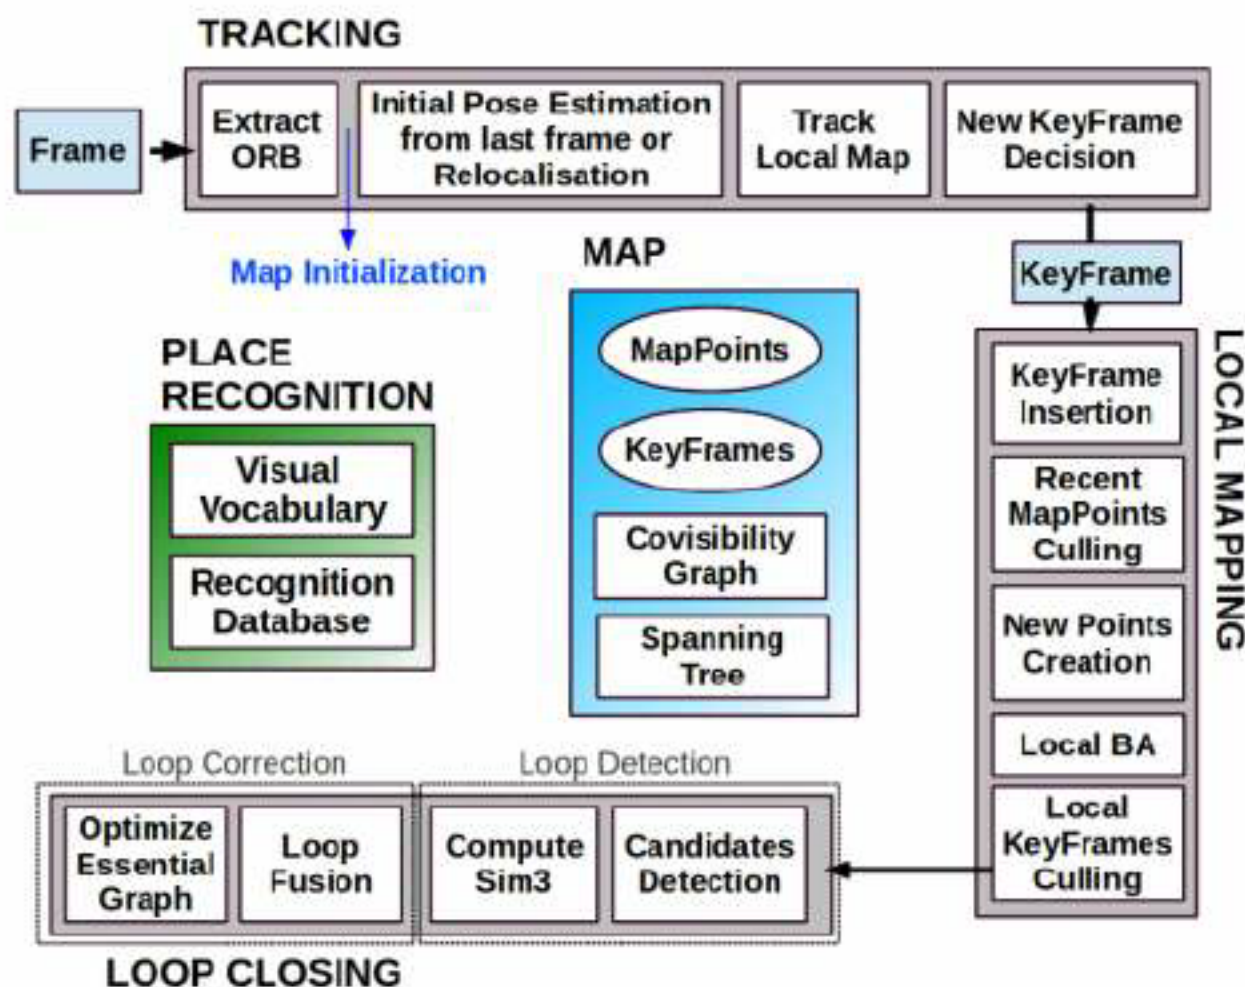 TRACKING
Frame
Extract
ORB
Initial Pose Estimation
from last frame or
Relocalisation
Track
Local Map
New KeyFrame
Decision
Map Initialization
MAP
KeyFrame
PLACE
RECOGNITION
Visual
Vocabulary
Recognition
Database
MapPoints
KeyFrames
Covisibility
Graph
Spanning
Tree
LOCAL MAPPING
KeyFrame
Insertion
Recent
MapPoints
Culling
New Points
Creation
Local BA
Local
KeyFrames
Culling
Loop Correction
Loop Detection
Optimize
Essential
Graph
Loop
Fusion
Compute
Sim3
Candidates
Detection
LOOP CLOSING